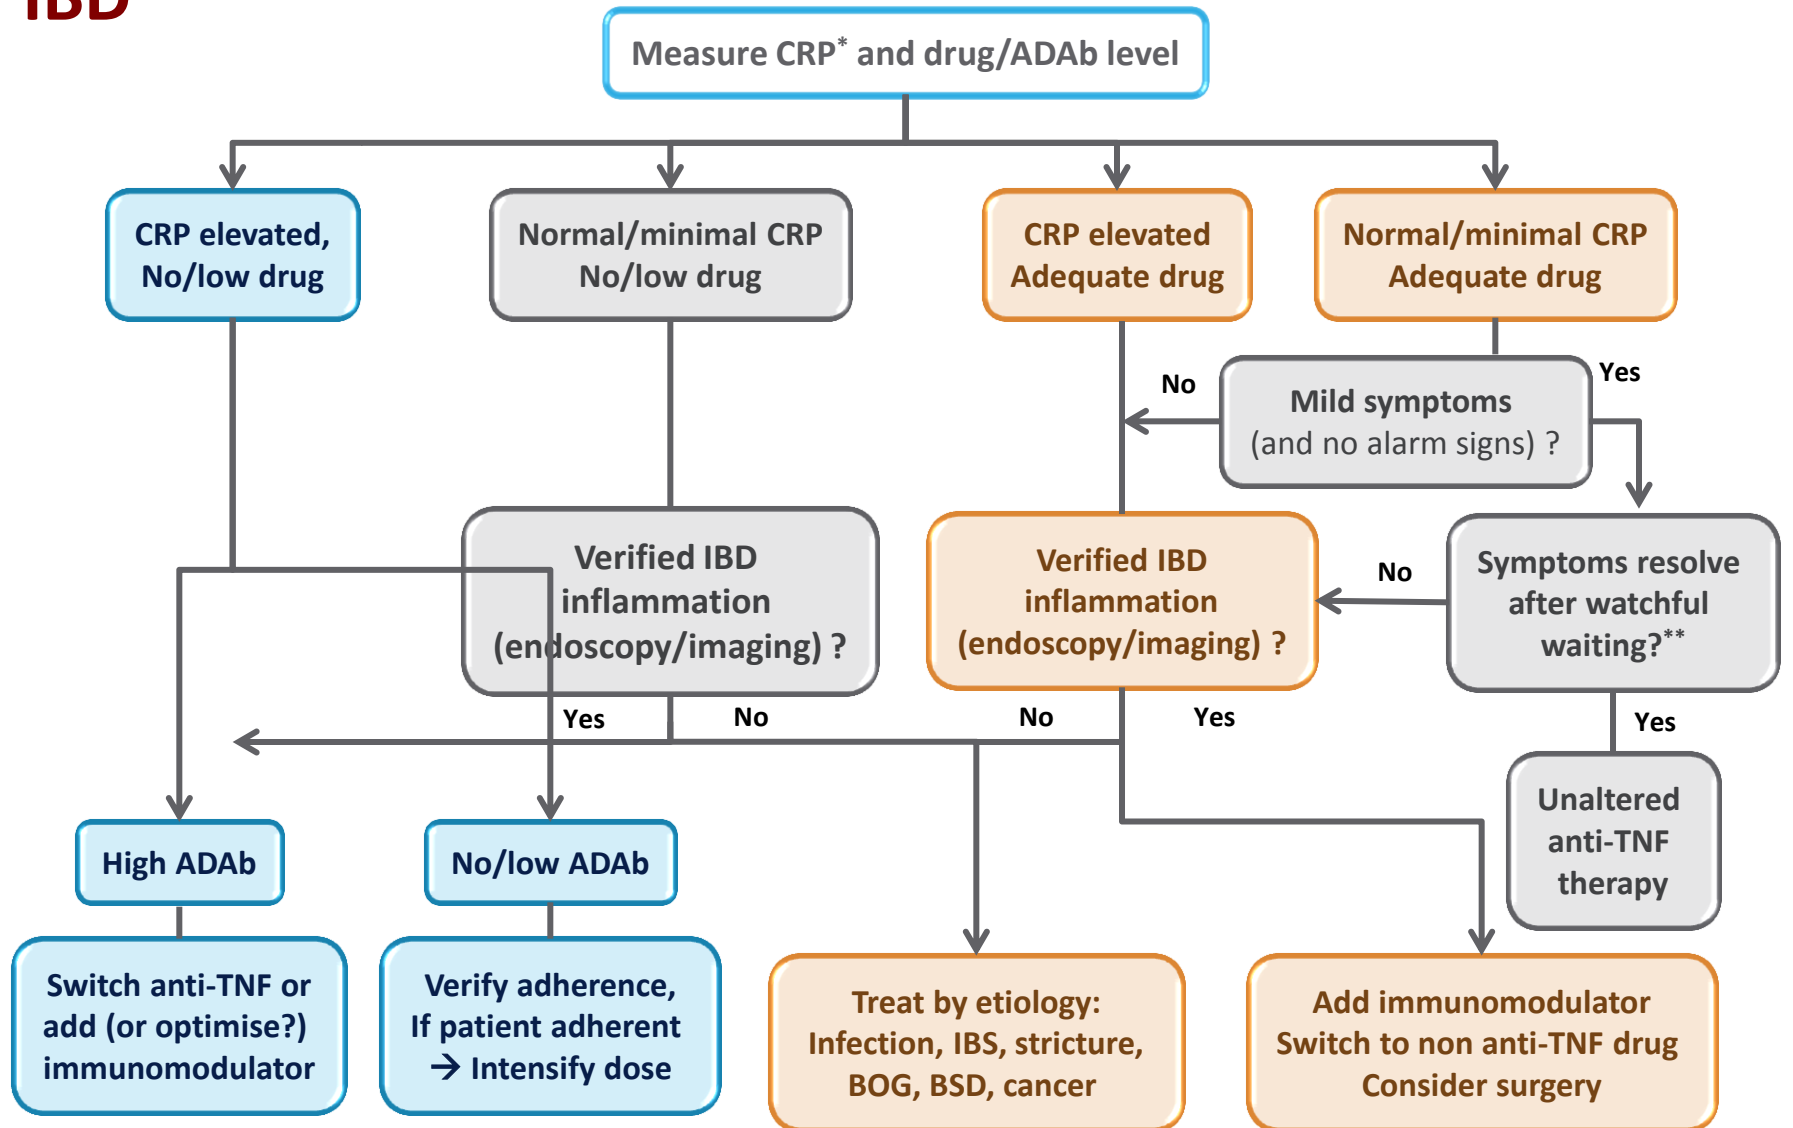 IBD
Measure CRP* and drug/ADAb level
CRP elevated,
No/low drug
Normal/minimal CRP
No/low drug
CRP elevated
Adequate drug
Normal/minimal CRP
Adequate drug
No
Mild symptoms
(and no alarm signs) ?
Yes
Verified IBD
inflammation
(endoscopy/imaging) ?
Verified IBD
inflammation
(endoscopy/imaging) ?
No
Symptoms resolve
after watchful
waiting?**
Yes
No
No
Yes
Yes
Unaltered
anti-TNF
therapy
High ADAb
No/low ADAb
Switch anti-TNF or
add (or optimise?)
immunomodulator
Verify adherence,
If patient adherent
→ Intensify dose
Treat by etiology:
Infection, IBS, stricture,
BOG, BSD, cancer
Add immunomodulator
Switch to non anti-TNF drug
Consider surgery